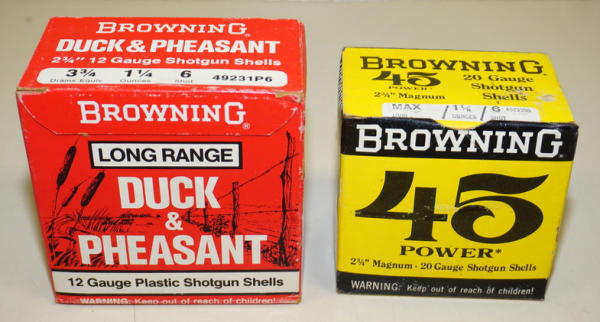 BROWNING®
DUCK & PHEASANT
2¾" 12 Gauge Shotgun Shells
3¾ 1¼ 6 49231P6
Drams Equiv. Ounces Shot
BROWNING®
LONG RANGE
DUCK
&
PHEASANT
12 Gauge Plastic Shotgun Shells
WARNING: Keep out of reach of children!
BROWNING
45 20 Gauge
POWER* Shotgun
2¾" Magnum Shells
MAX 1⅛ 6
OUNCES SHOT
BROWNING®
45
POWER*
2¾" Magnum - 20 Gauge Shotgun Shells
WARNING: Keep out of reach of children!